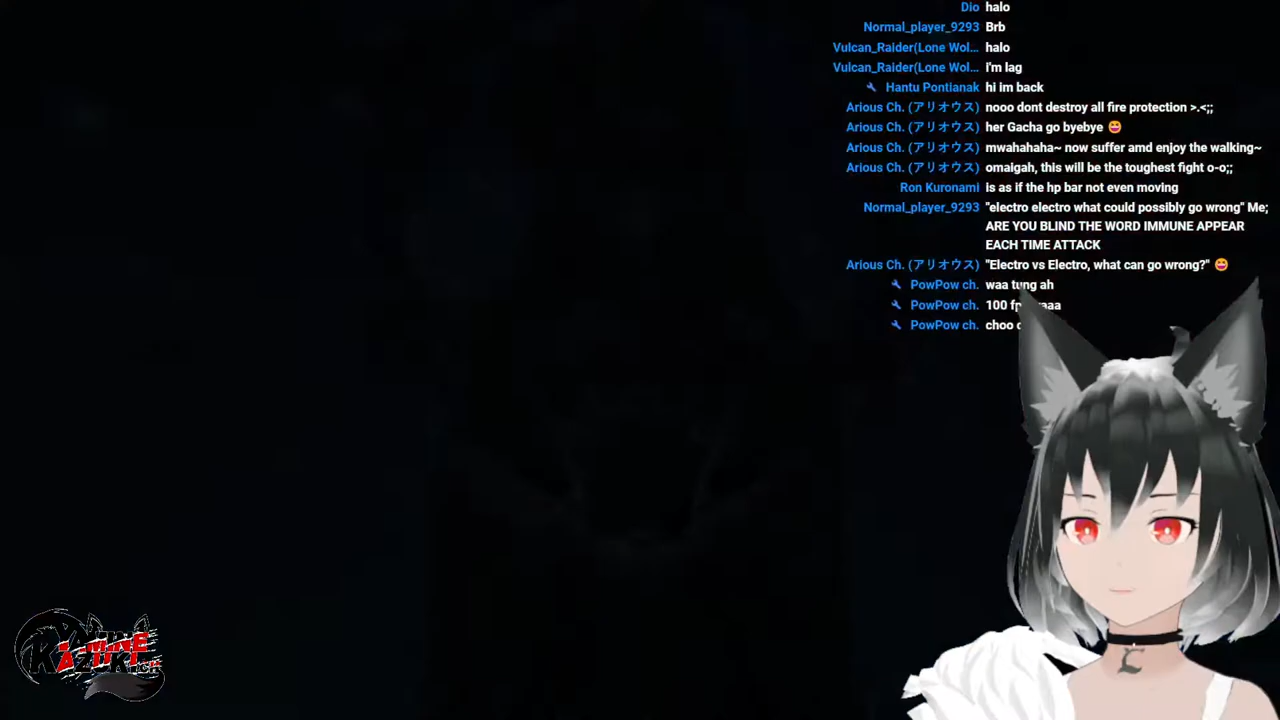 Dio halo
Normal_player_9293 Brb
Vulcan_Raider(Lone Wol... halo
Vulcan_Raider(Lone Wol... I'm lag
Hantu Pontianak hi im back
Arious Ch. (アリオウス) nooo dont destroy all fire protection >.<;;
Arious Ch. (アリオウス) her Gacha go byebye 😄
Arious Ch. (アリオウス) mwahahaha~ now suffer amd enjoy the walking~
Arious Ch. (アリオウス) omaigah, this will be the toughest fight o-o;;
Ron Kuronami is as if the hp bar not even moving
Normal_player_9293 "electro electro what could possibly go wrong" Me;
ARE YOU BLIND THE WORD IMMUNE APPEAR
EACH TIME ATTACK
Arious Ch. (アリオウス) "Electro vs Electro, what can go wrong?" 😄
PowPow ch. waa tung ah
PowPow ch. 100
PowPow ch. choo